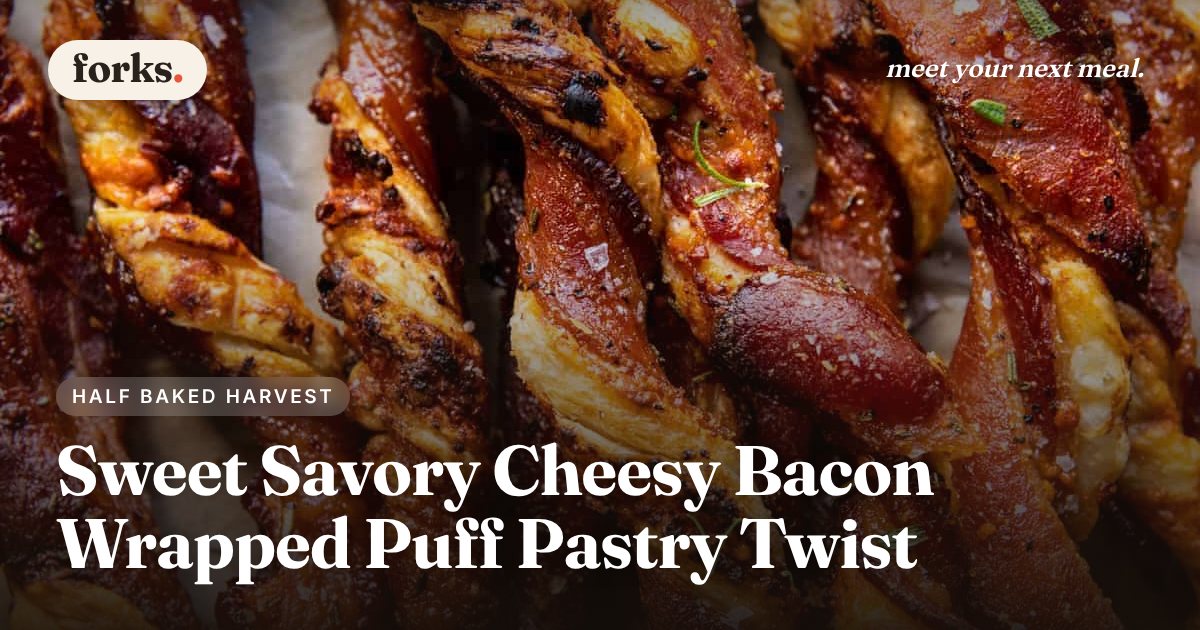 forks.
meet your next meal.
HALF BAKED HARVEST
Sweet Savory Cheesy Bacon
Wrapped Puff Pastry Twist